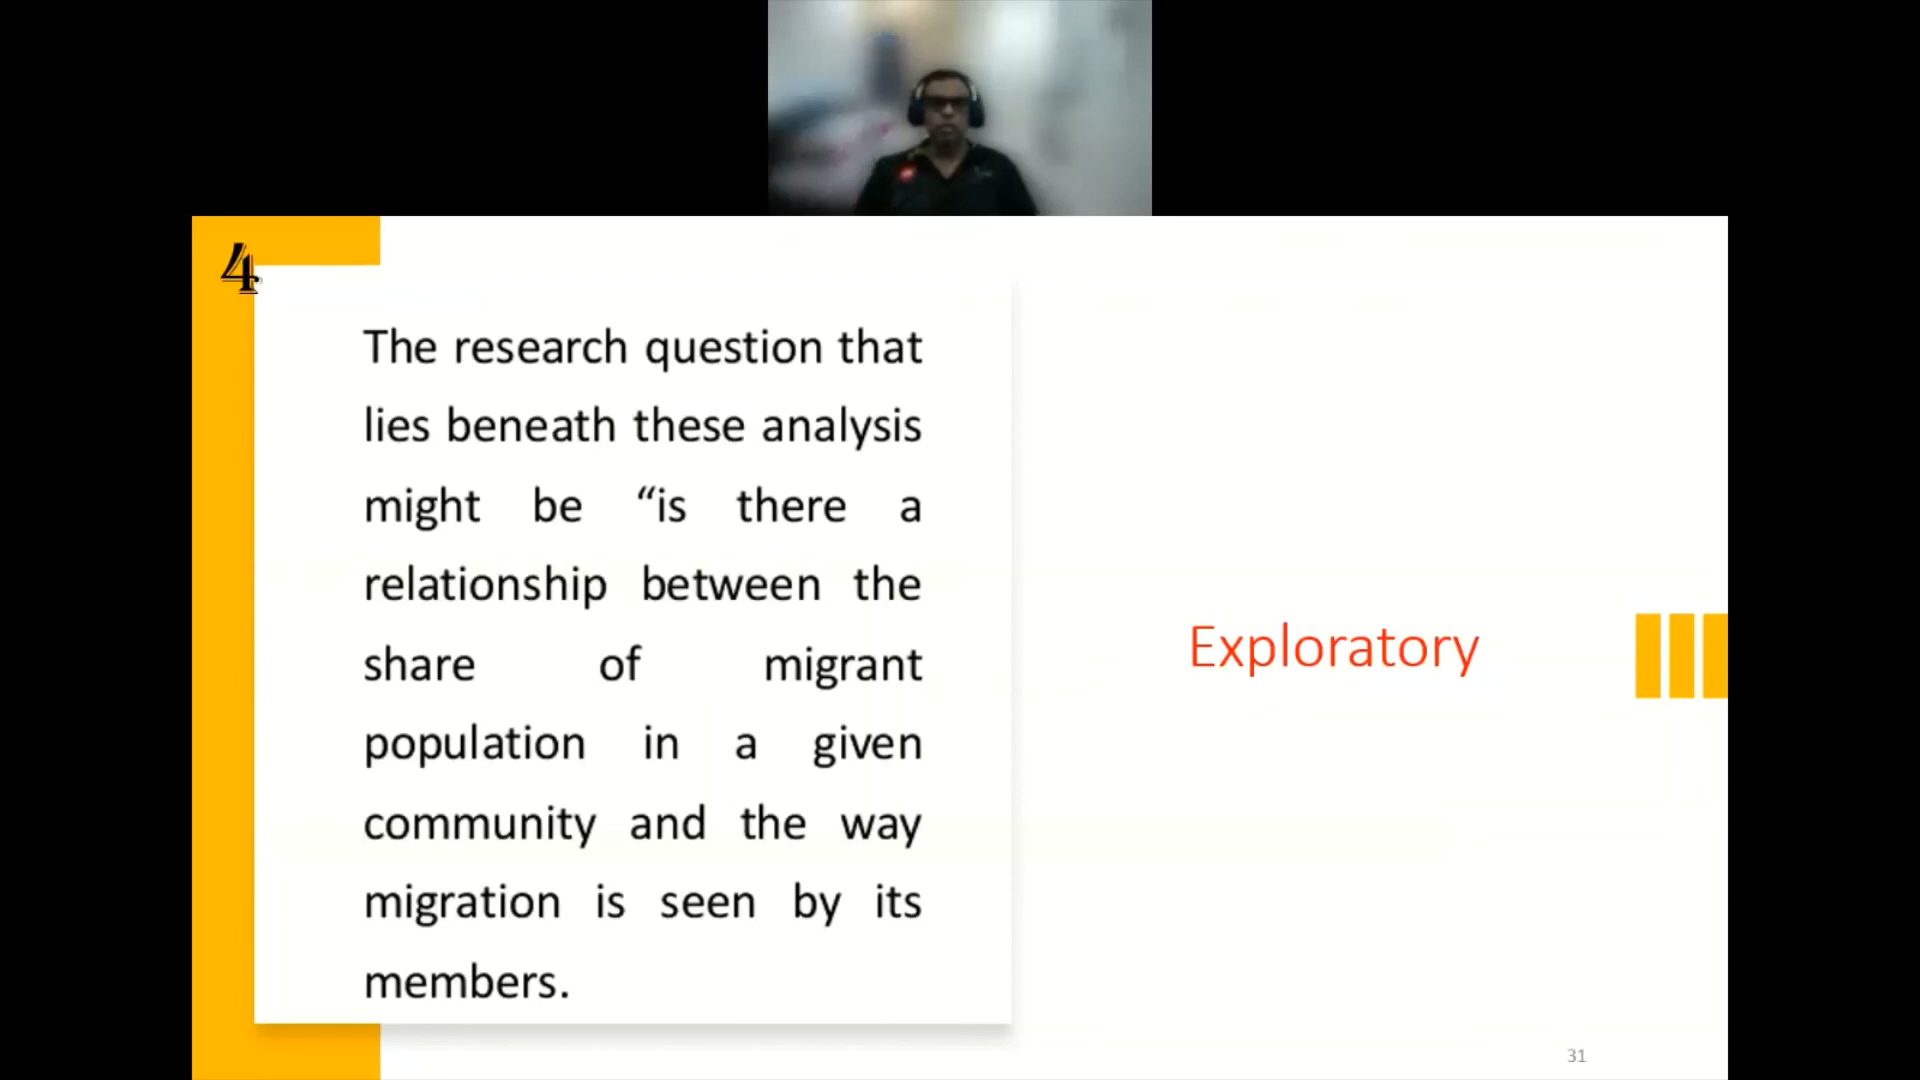 4
The research question that
lies beneath these analysis
might be “is there a
relationship between the
share of migrant
population in a given
community and the way
migration is seen by its
members.
Exploratory
31